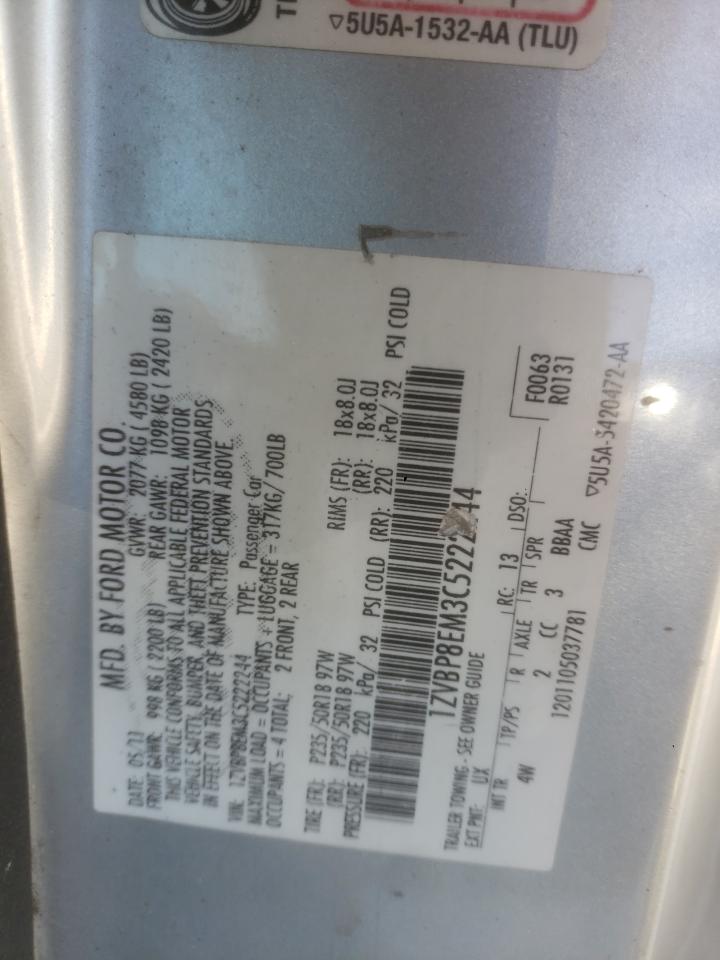 5U5A-1532-AA (TLU)
MFD. BY FORD MOTOR CO.
DATE: 05/11 GVWR: 2077 KG ( 4580 LB)
FRONT GAWR: 998 KG ( 2200 LB) REAR GAWR: 1098 KG ( 2420 LB)
THIS VEHICLE CONFORMS TO ALL APPLICABLE FEDERAL MOTOR
VEHICLE SAFETY, BUMPER, AND THEFT PREVENTION STANDARDS
IN EFFECT ON THE DATE OF MANUFACTURE SHOWN ABOVE.
VIN: 1ZVBP8EM3C5222244 TYPE: Passenger Car
MAXIMUM LOAD = OCCUPANTS + LUGGAGE = 317KG/ 700LB
OCCUPANTS = 4 TOTAL: 2 FRONT, 2 REAR
TIRE (FR): P235/50R18 97W RIMS (FR): 18x8.0J
(RR): P235/50R18 97W (RR): 18x8.0J
PRESSURE (FR): 220 kPa/ 32 PSI COLD (RR): 220 kPa/ 32 PSI COLD
1ZVBP8EM3C5222244
TRAILER TOWING - SEE OWNER GUIDE
EXT PNT: UX RC: 13 DSO:
INT TR TP/PS R AXLE TR SPR F0063
4W 2 CC 3 BBAA R0131
12011105037781 CMC 5U5A-5420472-AA